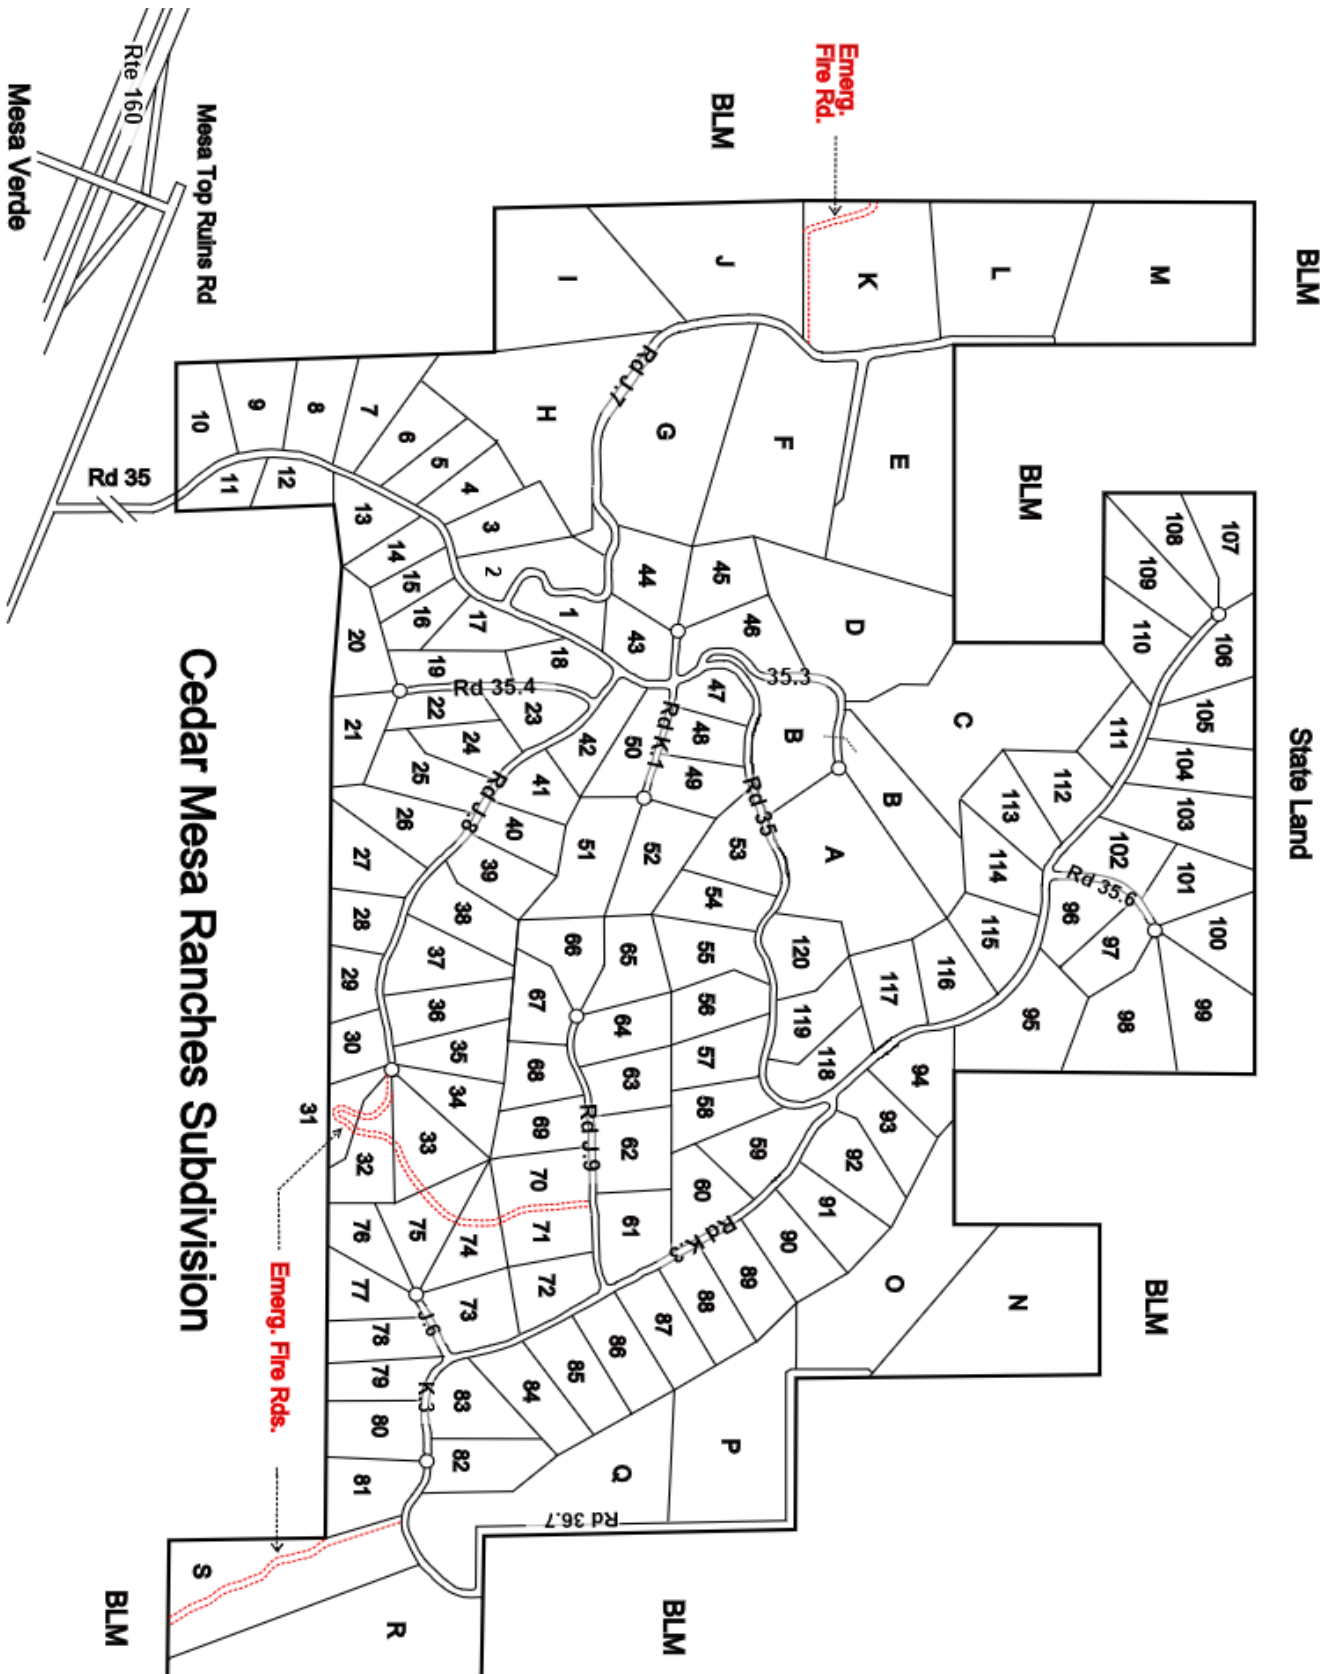 Cedar Mesa Ranches Subdivision
Mesa Verde
Rte 160
Mesa Top Ruins Rd
Rd 35
BLM
Emerg.
Fire Rd.
BLM
BLM
State Land
BLM
BLM
BLM
Emerg. Fire Rds.
31
I
J
K
L
M
H
G
F
E
D
C
B
B
A
N
O
P
Q
R
S
Rd J.7
35.3
Rd 35.4
Rd K.1
Rd 35
Rd J.8
Rd 35.6
Rd J.9
Rd K.3
J.6
K.3
Rd 36.7
1
2
3
4
5
6
7
8
9
10
11
12
13
14
15
16
17
18
19
20
21
22
23
24
25
26
27
28
29
30
32
33
34
35
36
37
38
39
40
41
42
43
44
45
46
47
48
49
50
51
52
53
54
55
56
57
58
59
60
61
62
63
64
65
66
67
68
69
70
71
72
73
74
75
76
77
78
79
80
81
82
83
84
85
86
87
88
89
90
91
92
93
94
95
96
97
98
99
100
101
102
103
104
105
106
107
108
109
110
111
112
113
114
115
116
117
118
119
120